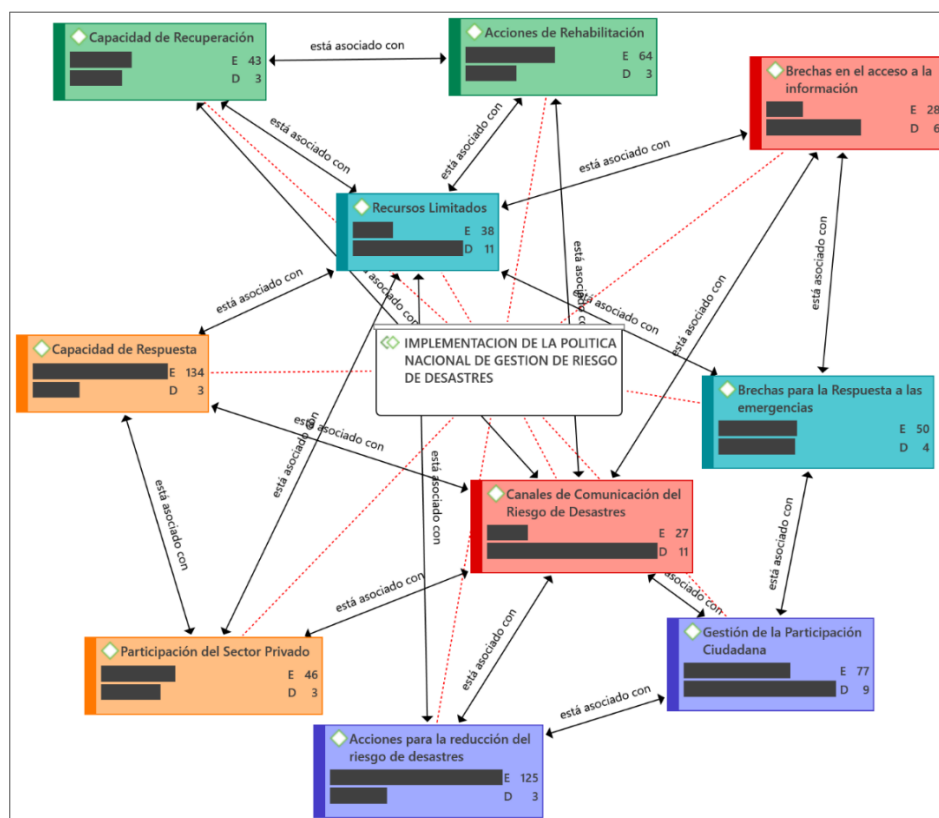 Capacidad de Recuperación
E 43
D 3
está asociado con
Acciones de Rehabilitación
E 64
D 3
Brechas en el acceso a la
información
E 28
D 6
está asociado con
está asociado con
está asociado con
Recursos Limitados
E 38
D 11
está asociado con
está asociado con
está asociado con
está asociado con
está asociado con
está asociado con
está asociado con
IMPLEMENTACION DE LA POLITICA
NACIONAL DE GESTION DE RIESGO
DE DESASTRES
Capacidad de Respuesta
E 134
D 3
Brechas para la Respuesta a las
emergencias
E 50
D 4
está asociado con
está asociado con
está asociado con
está asociado con
Canales de Comunicación del
Riesgo de Desastres
E 27
D 11
está asociado con
está asociado con
está asociado con
está asociado con
Participación del Sector Privado
E 46
D 3
Gestión de la Participación
Ciudadana
E 77
D 9
está asociado con
Acciones para la reducción del
riesgo de desastres
E 125
D 3